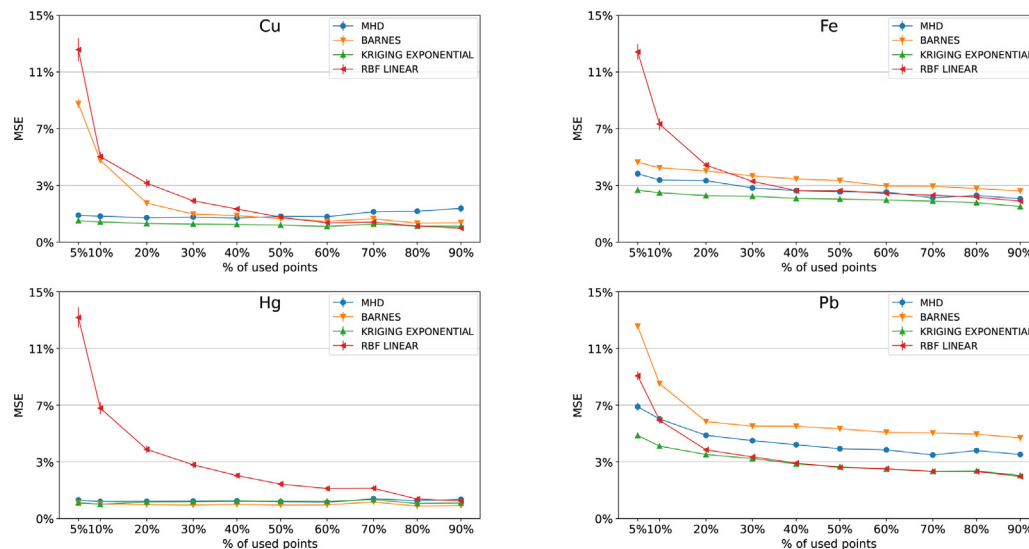 Cu
15%
11%
7%
3%
0%
MSE
MHD
BARNES
KRIGING EXPONENTIAL
RBF LINEAR
5% 10% 20% 30% 40% 50% 60% 70% 80% 90%
% of used points
Fe
15%
11%
7%
3%
0%
MSE
MHD
BARNES
KRIGING EXPONENTIAL
RBF LINEAR
5% 10% 20% 30% 40% 50% 60% 70% 80% 90%
% of used points
Hg
15%
11%
7%
3%
0%
MSE
MHD
BARNES
KRIGING EXPONENTIAL
RBF LINEAR
5% 10% 20% 30% 40% 50% 60% 70% 80% 90%
% of used points
Pb
15%
11%
7%
3%
0%
MSE
MHD
BARNES
KRIGING EXPONENTIAL
RBF LINEAR
5% 10% 20% 30% 40% 50% 60% 70% 80% 90%
% of used points